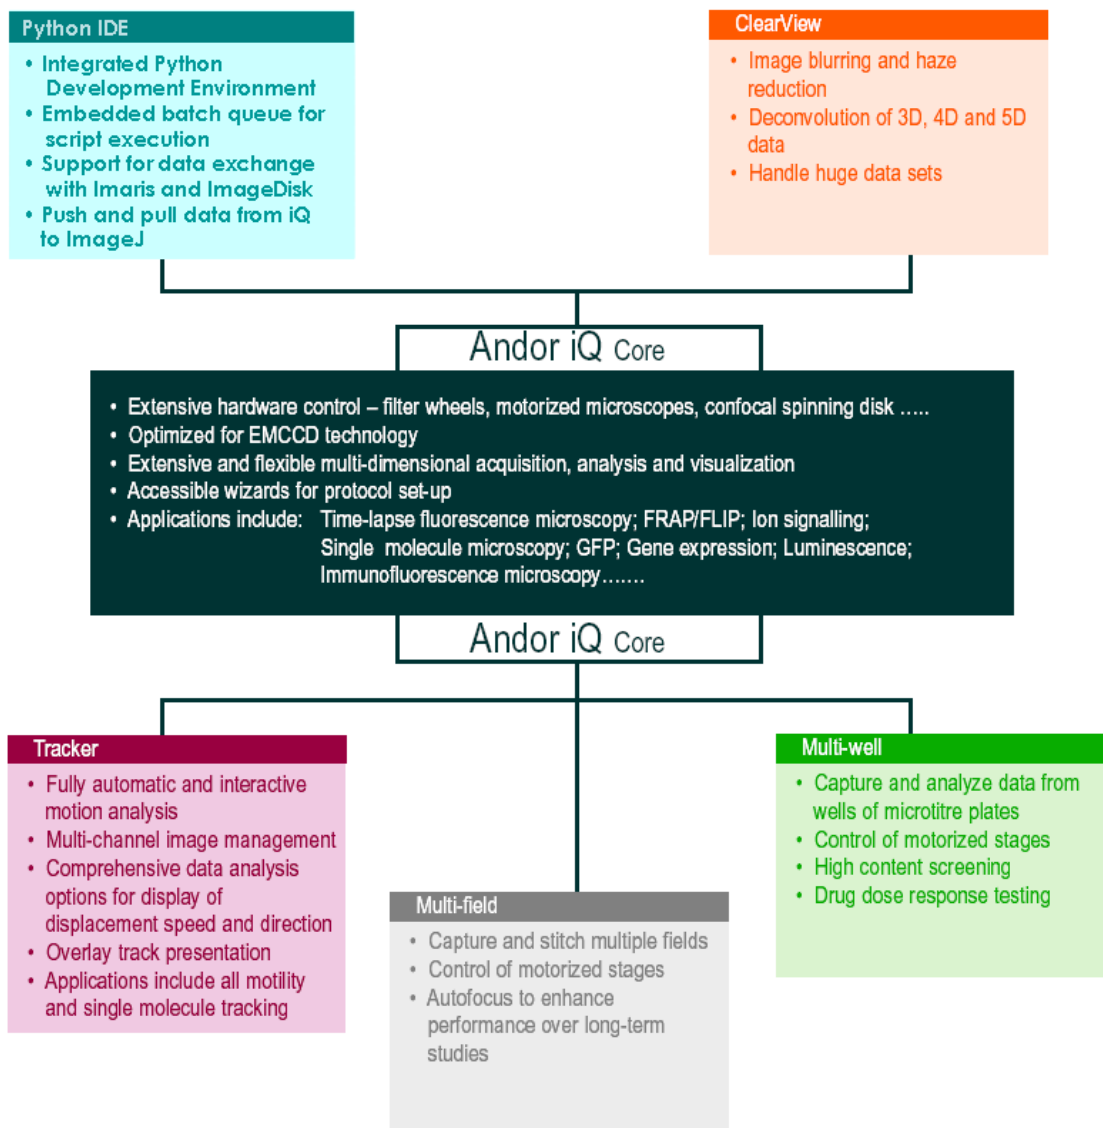 Python IDE
• Integrated Python
Development Environment
• Embedded batch queue for
script execution
• Support for data exchange
with Imaris and ImageDisk
• Push and pull data from iQ
to ImageJ
ClearView
• Image blurring and haze
reduction
• Deconvolution of 3D, 4D and 5D
data
• Handle huge data sets
Andor iQ Core
• Extensive hardware control – filter wheels, motorized microscopes, confocal spinning disk …..
• Optimized for EMCCD technology
• Extensive and flexible multi-dimensional acquisition, analysis and visualization
• Accessible wizards for protocol set-up
• Applications include: Time-lapse fluorescence microscopy; FRAP/FLIP; Ion signalling;
Single molecule microscopy; GFP; Gene expression; Luminescence;
Immunofluorescence microscopy…….
Andor iQ Core
Tracker
• Fully automatic and interactive
motion analysis
• Multi-channel image management
• Comprehensive data analysis
options for display of
displacement speed and direction
• Overlay track presentation
• Applications include all motility
and single molecule tracking
Multi-field
• Capture and stitch multiple fields
• Control of motorized stages
• Autofocus to enhance
performance over long-term
studies
Multi-well
• Capture and analyze data from
wells of microtitre plates
• Control of motorized stages
• High content screening
• Drug dose response testing